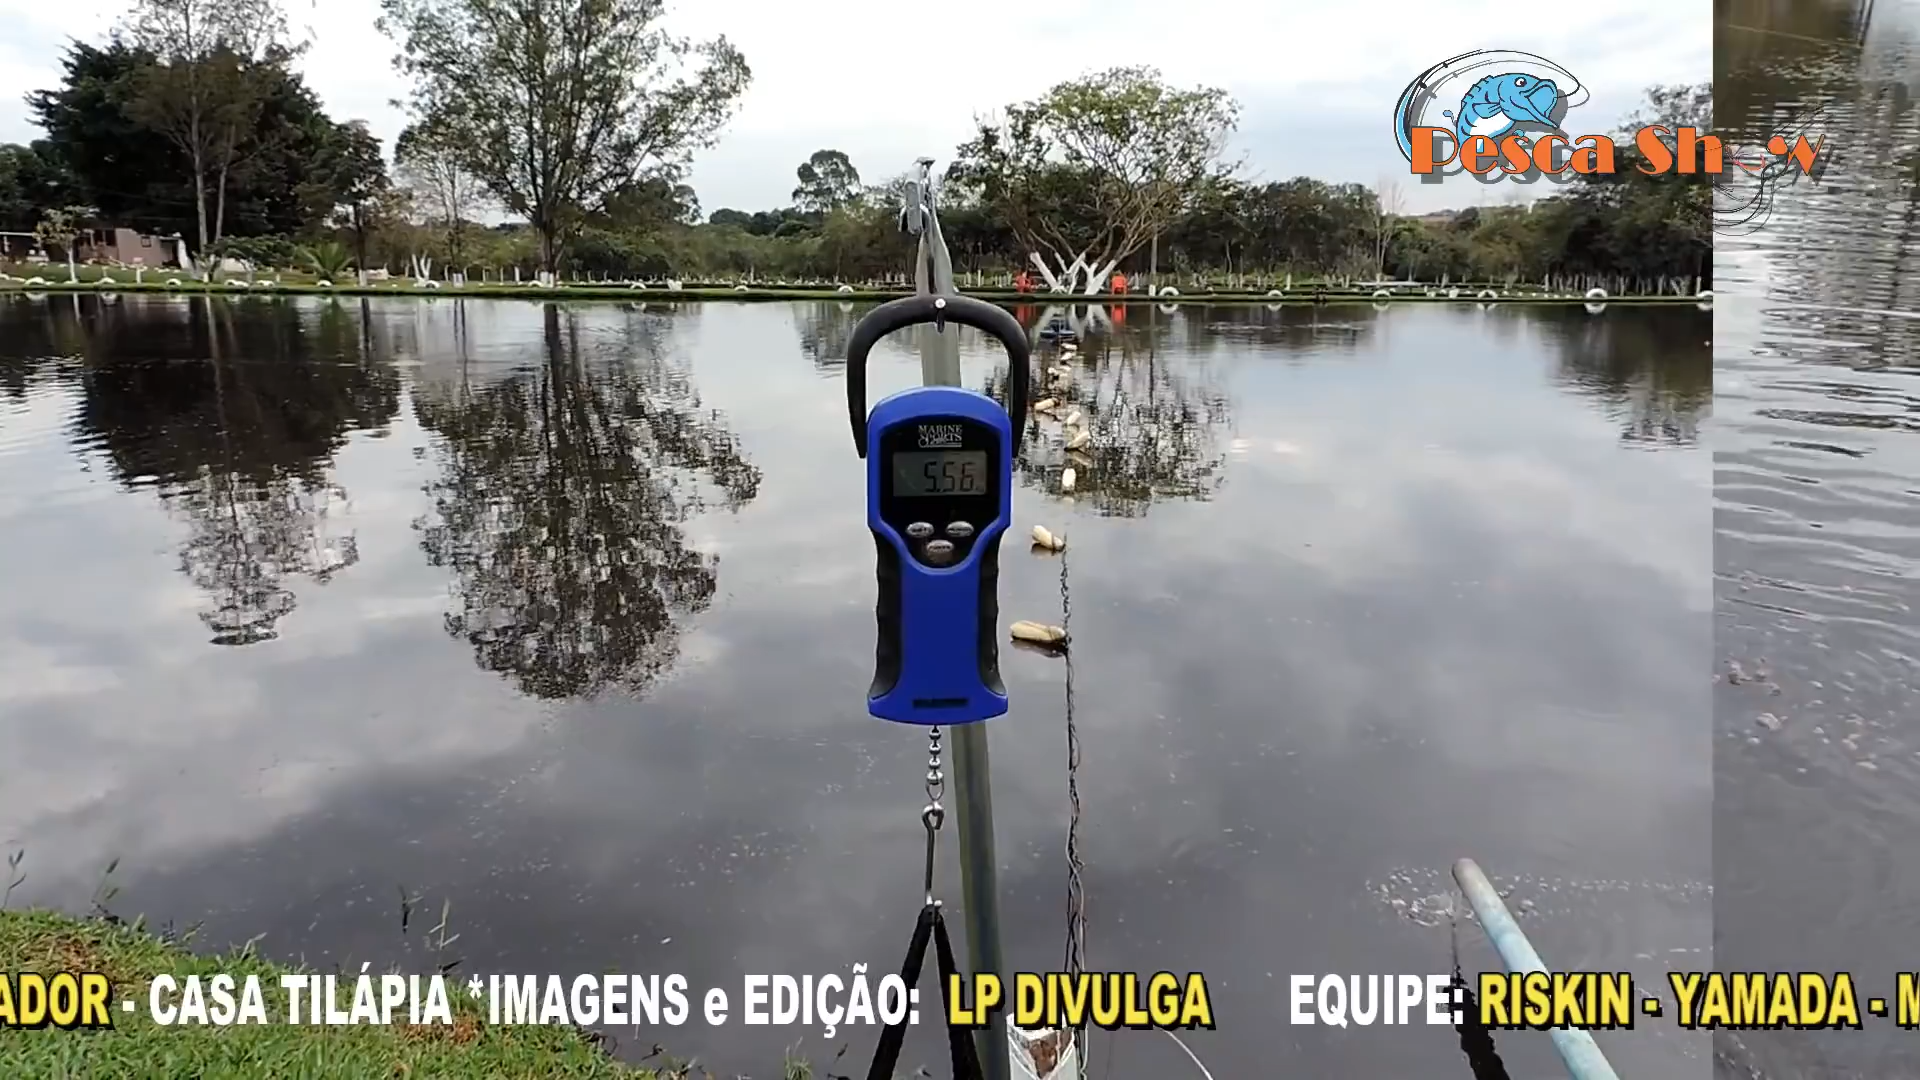 Pesca Show
MARINE
SPORTS
5.56
ADOR - CASA TILÁPIA *IMAGENS e EDIÇÃO: LP DIVULGA EQUIPE: RISKIN - YAMADA - M